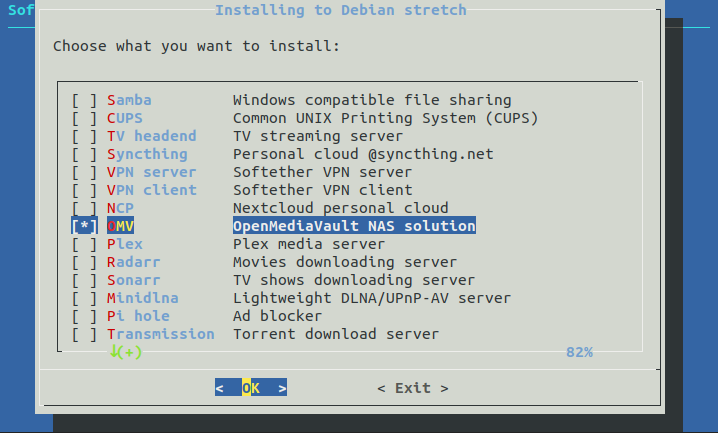 Sof
Installing to Debian stretch
Choose what you want to install:
[ ] Samba Windows compatible file sharing
[ ] CUPS Common UNIX Printing System (CUPS)
[ ] TV headend TV streaming server
[ ] Syncthing Personal cloud @syncthing.net
[ ] VPN server Softether VPN server
[ ] VPN client Softether VPN client
[ ] NCP Nextcloud personal cloud
[*] OMV OpenMediaVault NAS solution
[ ] Plex Plex media server
[ ] Radarr Movies downloading server
[ ] Sonarr TV shows downloading server
[ ] Minidlna Lightweight DLNA/UPnP-AV server
[ ] Pi hole Ad blocker
[ ] Transmission Torrent download server
↓(+) 82%
< OK > < Exit >